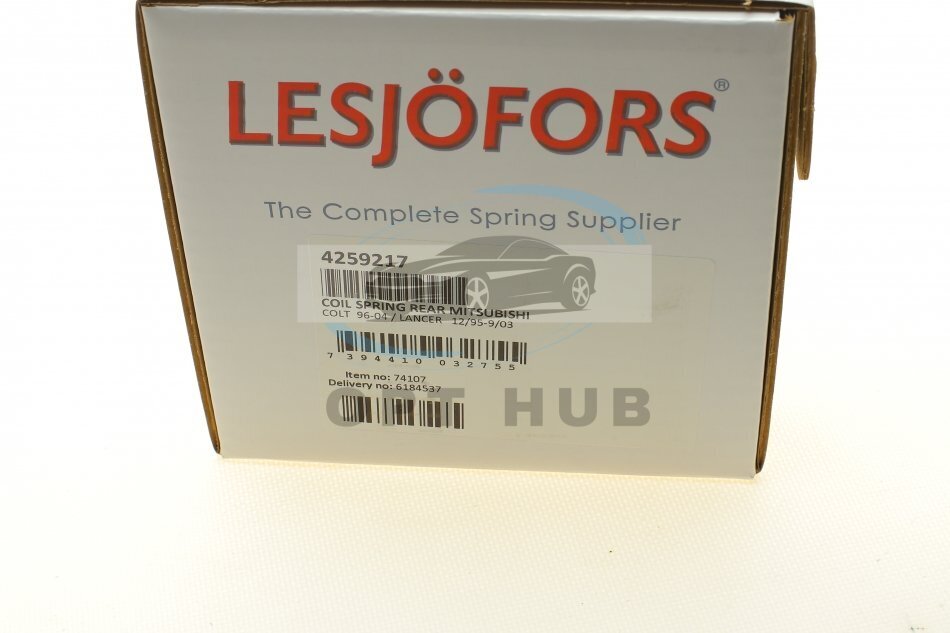 LESJÖFORS®
The Complete Spring Supplier
4259217
COIL SPRING REAR MITSUBISHI
COLT 96-04 / LANCER 12/95-9/03
7 394410 032755
Item no: 74107
Delivery no: 6184537
OPT HUB